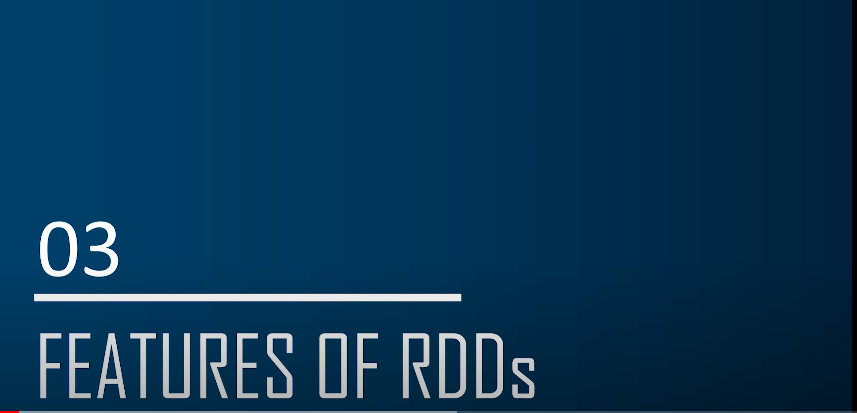 03
FEATURES OF RDDs